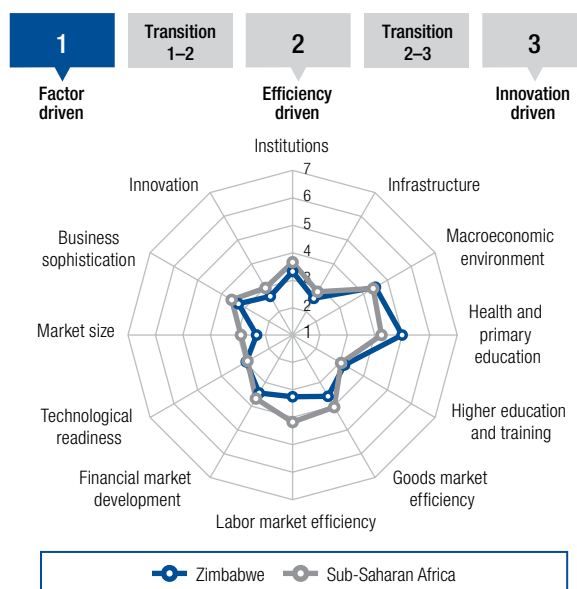 1
Transition
1–2
2
Transition
2–3
3
Factor
driven
Efficiency
driven
Innovation
driven
Institutions
7
Innovation
Infrastructure
6
5
Business
sophistication
Macroeconomic
environment
4
3
2
Market size
1
Health and
primary
education
Technological
readiness
Higher education
and training
Financial market
development
Goods market
efficiency
Labor market efficiency
Zimbabwe
Sub-Saharan Africa